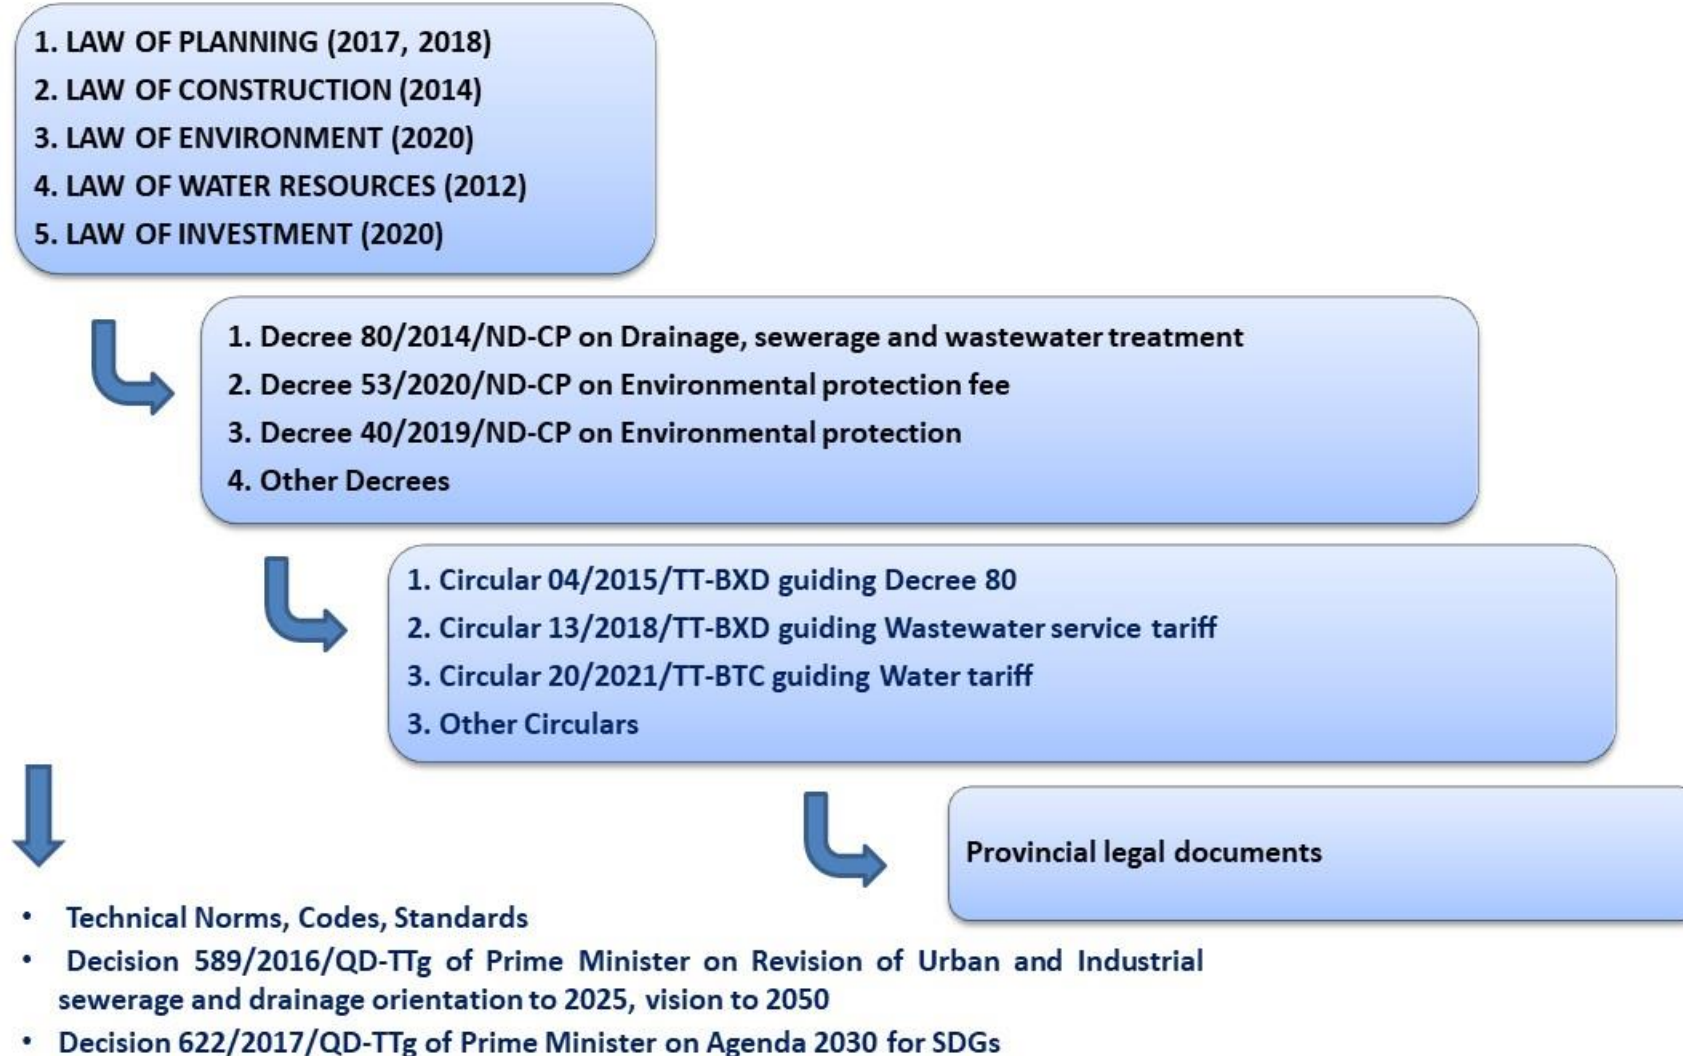 1. LAW OF PLANNING (2017, 2018)
2. LAW OF CONSTRUCTION (2014)
3. LAW OF ENVIRONMENT (2020)
4. LAW OF WATER RESOURCES (2012)
5. LAW OF INVESTMENT (2020)
1. Decree 80/2014/ND-CP on Drainage, sewerage and wastewater treatment
2. Decree 53/2020/ND-CP on Environmental protection fee
3. Decree 40/2019/ND-CP on Environmental protection
4. Other Decrees
1. Circular 04/2015/TT-BXD guiding Decree 80
2. Circular 13/2018/TT-BXD guiding Wastewater service tariff
3. Circular 20/2021/TT-BTC guiding Water tariff
3. Other Circulars
Provincial legal documents
• Technical Norms, Codes, Standards
• Decision 589/2016/QD-TTg of Prime Minister on Revision of Urban and Industrial
sewerage and drainage orientation to 2025, vision to 2050
• Decision 622/2017/QD-TTg of Prime Minister on Agenda 2030 for SDGs